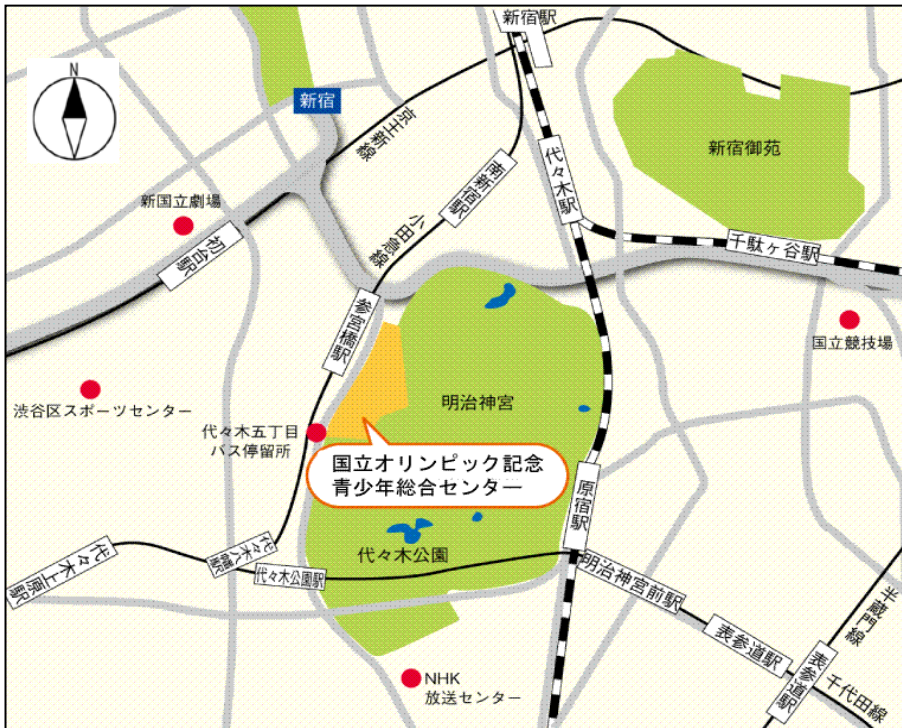 新宿駅
N
新宿
京王新線
新宿御苑
南新宿駅
代々木駅
新国立劇場
初台駅
小田急線
千駄ヶ谷駅
参宮橋駅
国立競技場
渋谷区スポーツセンター
明治神宮
代々木五丁目
バス停留所
国立オリンピック記念
青少年総合センター
原宿駅
代々木公園
代々木上原駅
代々木八幡駅
代々木公園駅
明治神宮前駅
半蔵門線
表参道駅
表参道駅
千代田線
NHK
放送センター